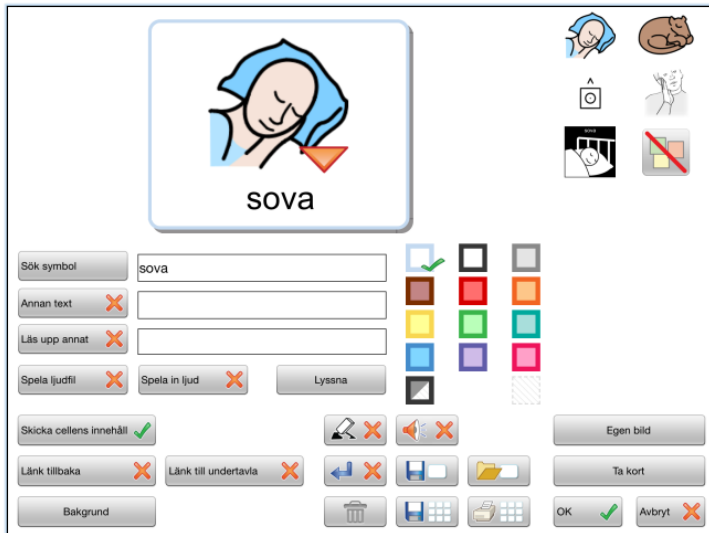 sova
sova
Sök symbol
sova
Annan text
Läs upp annat
Spela ljudfil
Spela in ljud
Lyssna
Skicka cellens innehåll
Egen bild
Länk tillbaka
Länk till undertavla
Ta kort
Bakgrund
OK
Avbryt